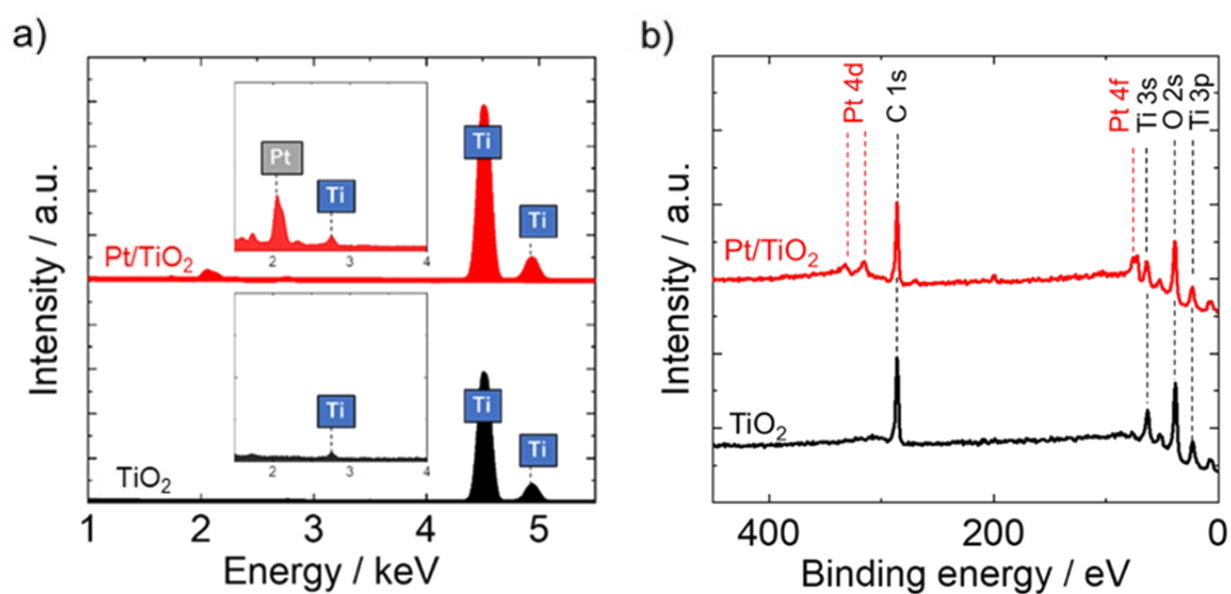 a)
Intensity / a.u.
Pt
Ti
Ti
Ti
2 3 4
Pt/TiO₂
Ti
Ti
Ti
2 3 4
TiO₂
1 2 3 4 5
Energy / keV
b)
Intensity / a.u.
Pt 4d
C 1s
Pt 4f
Ti 3s
O 2s
Ti 3p
Pt/TiO₂
TiO₂
400 200 0
Binding energy / eV